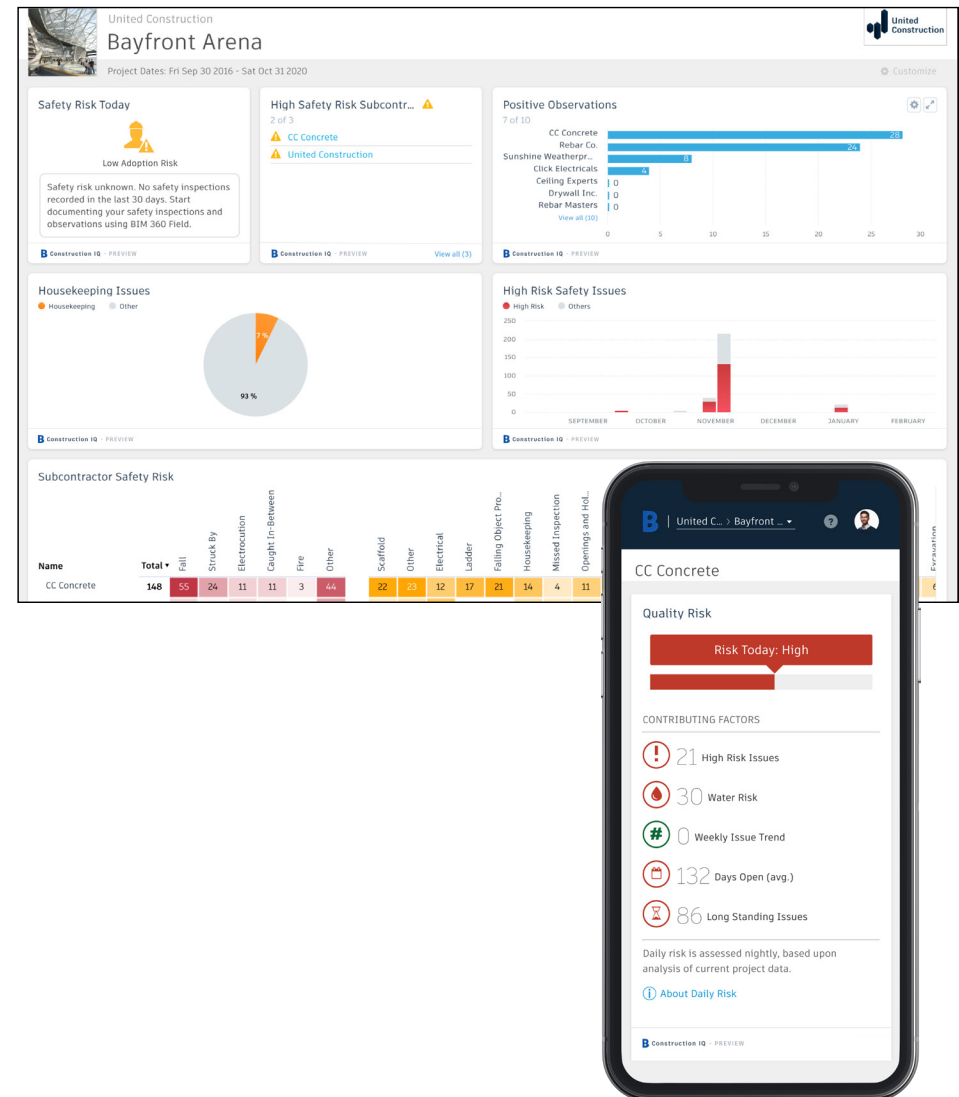 United Construction
Bayfront Arena
United
Construction
Project Dates: Fri Sep 30 2016 - Sat Oct 31 2020
Customize
Safety Risk Today
Low Adoption Risk
Safety risk unknown. No safety inspections
recorded in the last 30 days. Start
documenting your safety inspections and
observations using BIM 360 Field.
B Construction IQ - PREVIEW
High Safety Risk Subcontr...
2 of 3
CC Concrete
United Construction
B Construction IQ - PREVIEW
View all (3)
Positive Observations
7 of 10
CC Concrete 28
Rebar Co. 24
Sunshine Weatherpr... 8
Click Electricals 4
Ceiling Experts 0
Drywall Inc. 0
Rebar Masters 0
View all (10)
0 5 10 15 20 25 30
B Construction IQ - PREVIEW
Housekeeping Issues
Housekeeping Other
7 %
93 %
B Construction IQ - PREVIEW
High Risk Safety Issues
High Risk Others
250
200
150
100
50
0
SEPTEMBER OCTOBER NOVEMBER DECEMBER JANUARY FEBRUARY
B Construction IQ - PREVIEW
Subcontractor Safety Risk
Name Total Fall Struck By Electrocution Caught In-Between Fire Other Scaffold Other Electrical Ladder Falling Object Pro... Housekeeping Missed Inspection Openings and Hol... Excavation
CC Concrete 148 55 24 11 11 3 44 22 23 12 17 21 14 4 11
B | United C... > Bayfront ... ?
CC Concrete
Quality Risk
Risk Today: High
CONTRIBUTING FACTORS
! 21 High Risk Issues
30 Water Risk
# 0 Weekly Issue Trend
132 Days Open (avg.)
86 Long Standing Issues
Daily risk is assessed nightly, based upon
analysis of current project data.
i About Daily Risk
B Construction IQ - PREVIEW